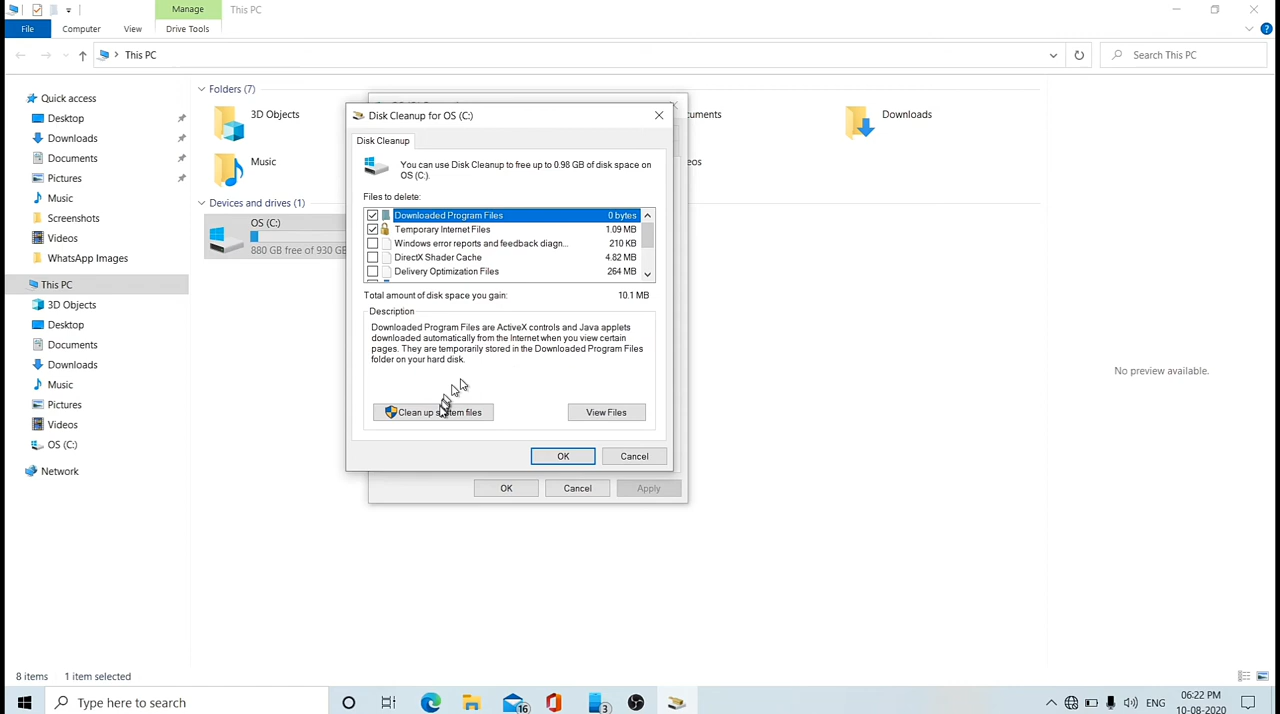 Manage
This PC
File
Computer
View
Drive Tools
This PC
Search This PC
Quick access
Desktop
Downloads
Documents
Pictures
Music
Screenshots
Videos
WhatsApp Images
This PC
3D Objects
Desktop
Documents
Downloads
Music
Pictures
Videos
OS (C:)
Network
Folders (7)
3D Objects
cuments
Downloads
Music
eos
Devices and drives (1)
OS (C:)
880 GB free of 930 GB
Disk Cleanup for OS (C:)
Disk Cleanup
You can use Disk Cleanup to free up to 0.98 GB of disk space on
OS (C:).
Files to delete:
Downloaded Program Files 0 bytes
Temporary Internet Files 1.09 MB
Windows error reports and feedback diagn... 210 KB
DirectX Shader Cache 4.82 MB
Delivery Optimization Files 264 MB
Total amount of disk space you gain: 10.1 MB
Description
Downloaded Program Files are ActiveX controls and Java applets
downloaded automatically from the Internet when you view certain
pages. They are temporarily stored in the Downloaded Program Files
folder on your hard disk.
Clean up system files
View Files
OK
Cancel
OK
Cancel
Apply
No preview available.
8 items
1 item selected
Type here to search
16
3
ENG
06:22 PM
10-08-2020